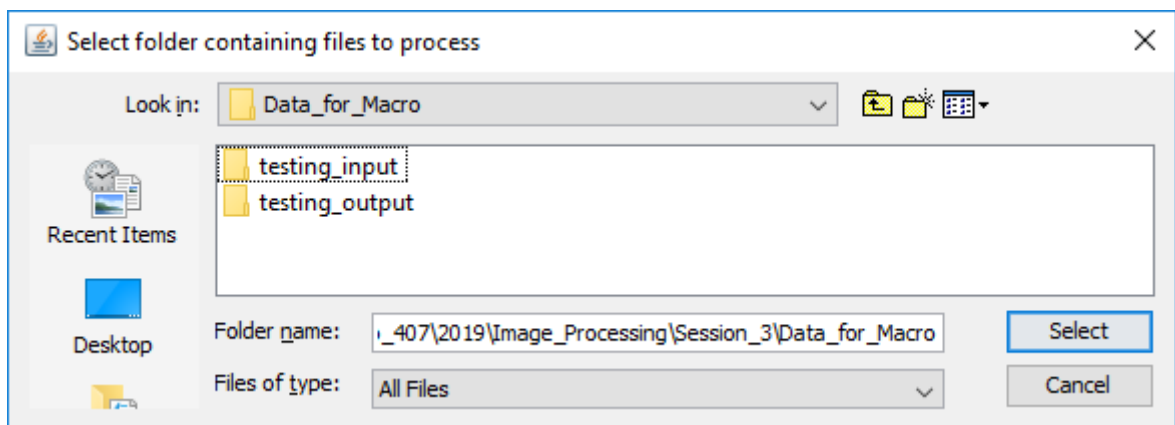 Select folder containing files to process
Look in: Data_for_Macro
testing_input
testing_output
Recent Items
Desktop
Folder name: _407\2019\Image_Processing\Session_3\Data_for_Macro Select
Files of type: All Files Cancel